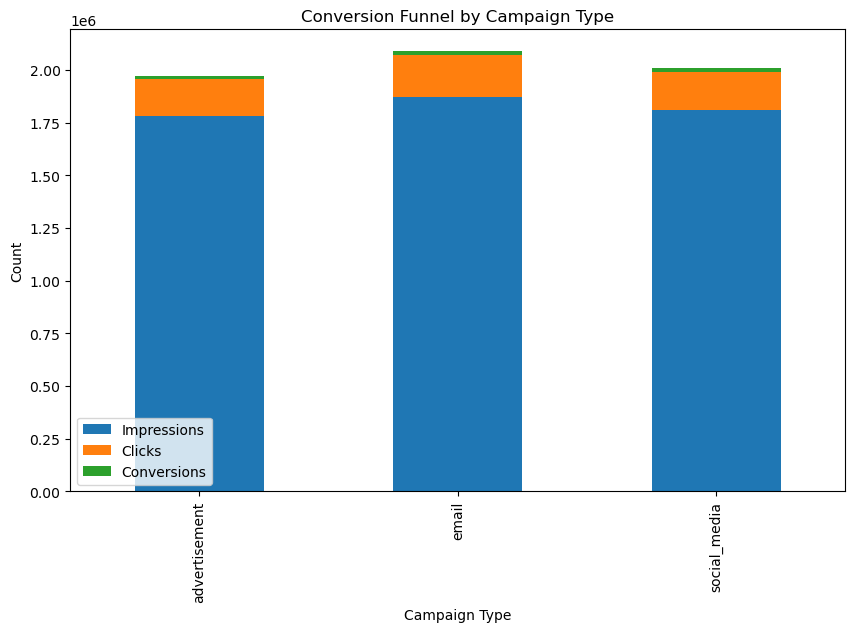 Conversion Funnel by Campaign Type
1e6
2.00
1.75
1.50
1.25
1.00
0.75
0.50
0.25
0.00
Count
Impressions
Clicks
Conversions
advertisement
email
social_media
Campaign Type